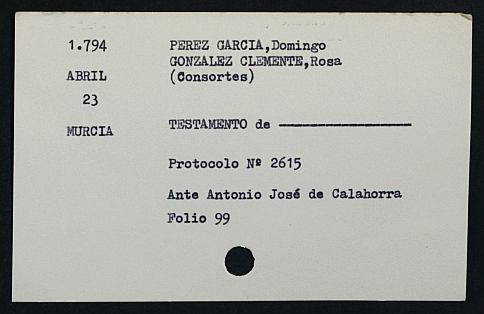 1.794
ABRIL
23
MURCIA
PEREZ GARCIA,Domingo
GONZALEZ CLEMENTE,Rosa
(Consortes)
TESTAMENTO de ————————
Protocolo Nº 2615
Ante Antonio José de Calahorra
Folio 99